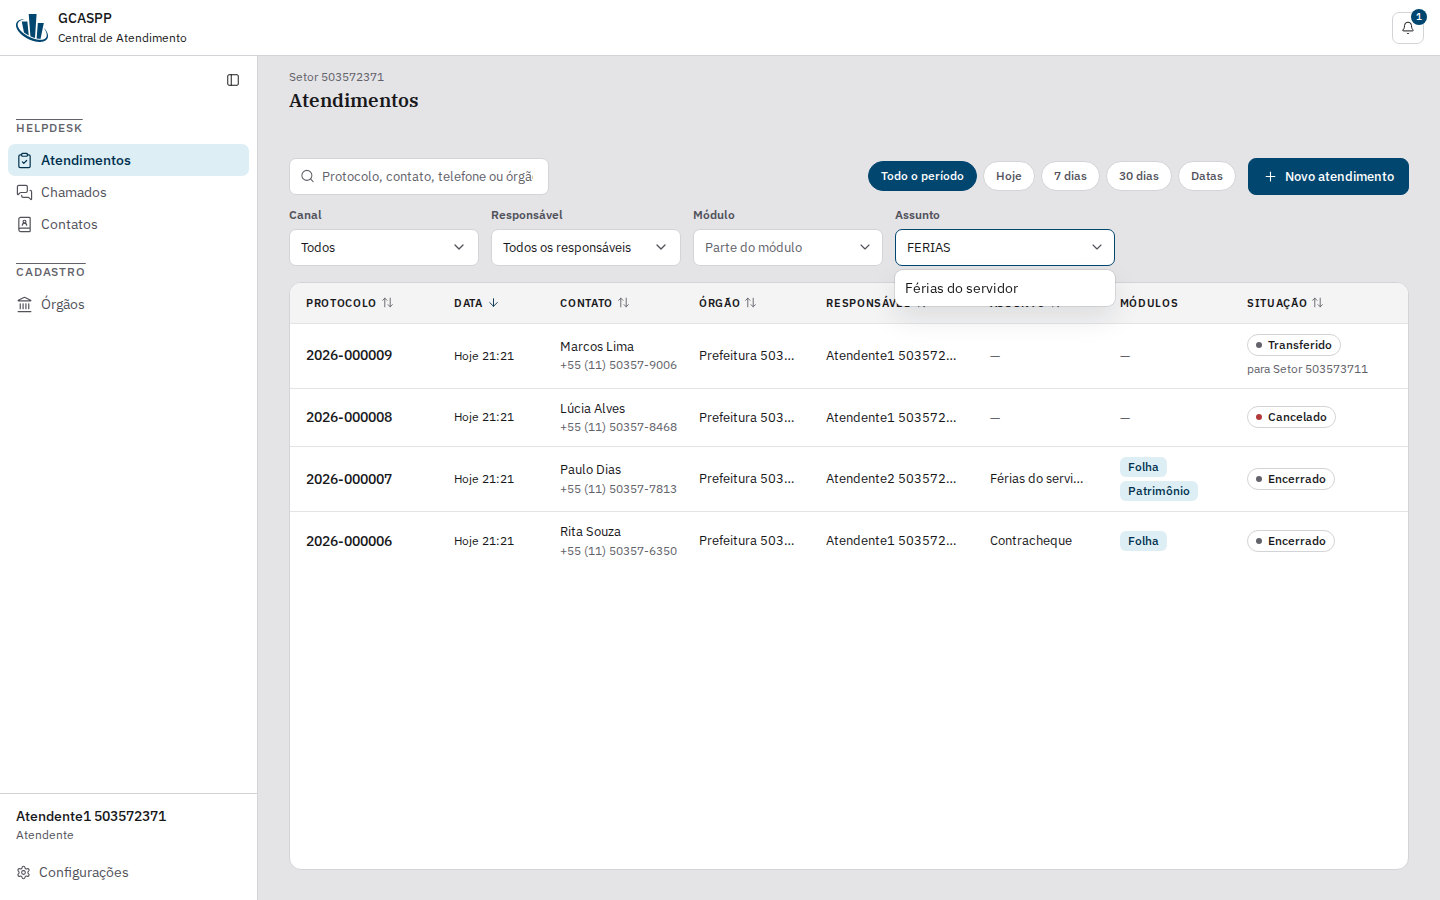 GCASPP
Central de Atendimento
1
HELPDESK
Atendimentos
Chamados
Contatos
CADASTRO
Órgãos
Atendente1 503572371
Atendente
Configurações
Setor 503572371
Atendimentos
Protocolo, contato, telefone ou órgã
Todo o período
Hoje
7 dias
30 dias
Datas
Novo atendimento
Canal
Responsável
Módulo
Assunto
Todos
Todos os responsáveis
Parte do módulo
FERIAS
Férias do servidor
PROTOCOLO
DATA
CONTATO
ÓRGÃO
MÓDULOS
SITUAÇÃO
2026-000009
Hoje 21:21
Marcos Lima
+55 (11) 50357-9006
Prefeitura 503...
Atendente1 503572...
—
—
Transferido
para Setor 503573711
2026-000008
Hoje 21:21
Lúcia Alves
+55 (11) 50357-8468
Prefeitura 503...
Atendente1 503572...
—
—
Cancelado
2026-000007
Hoje 21:21
Paulo Dias
+55 (11) 50357-7813
Prefeitura 503...
Atendente2 503572...
Férias do servi...
Folha
Patrimônio
Encerrado
2026-000006
Hoje 21:21
Rita Souza
+55 (11) 50357-6350
Prefeitura 503...
Atendente1 503572...
Contracheque
Folha
Encerrado